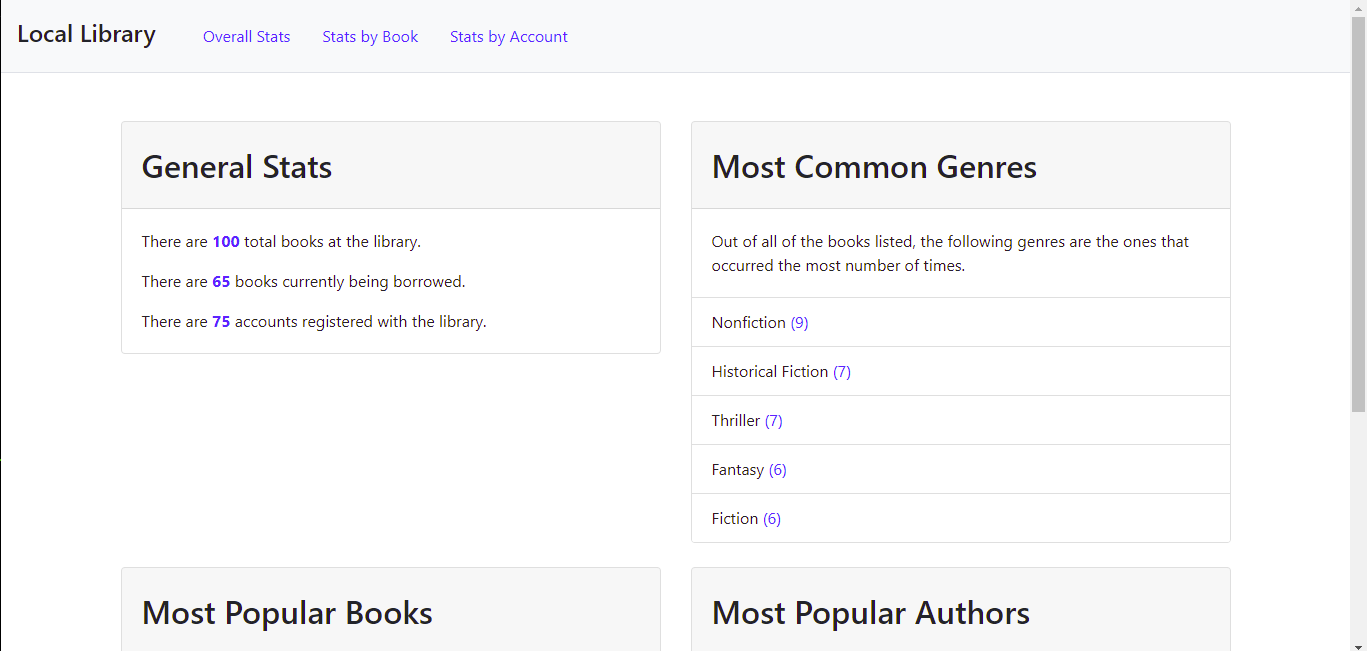 Local Library
Overall Stats
Stats by Book
Stats by Account
General Stats
There are 100 total books at the library.
There are 65 books currently being borrowed.
There are 75 accounts registered with the library.
Most Common Genres
Out of all of the books listed, the following genres are the ones that
occurred the most number of times.
Nonfiction (9)
Historical Fiction (7)
Thriller (7)
Fantasy (6)
Fiction (6)
Most Popular Books
Most Popular Authors